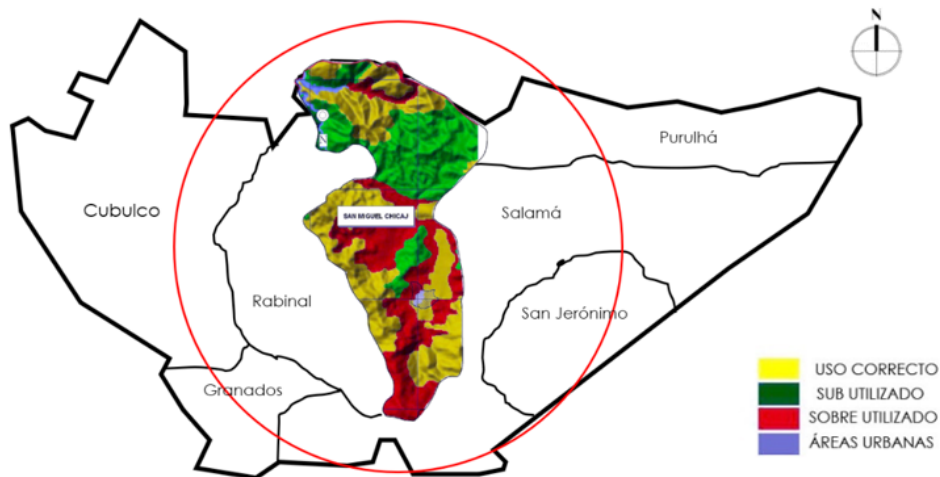 N
Purulhá
Cubulco
SAN MIGUEL CHICAJ
Salamá
Rabinal
San Jerónimo
Granados
USO CORRECTO
SUB UTILIZADO
SOBRE UTILIZADO
ÁREAS URBANAS